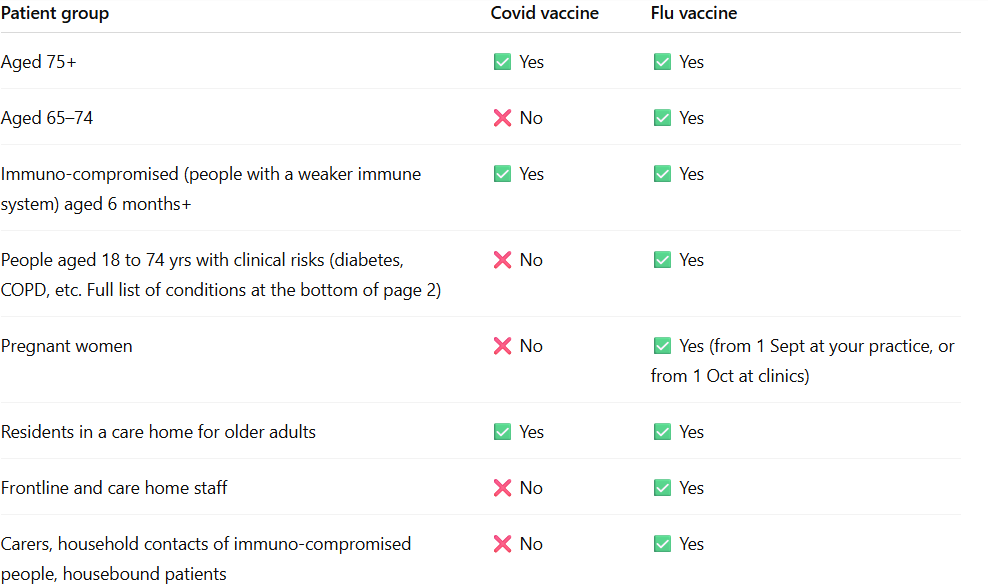 Patient group Covid vaccine Flu vaccine
Aged 75+ ✅ Yes ✅ Yes
Aged 65–74 ❌ No ✅ Yes
Immuno-compromised (people with a weaker immune ✅ Yes ✅ Yes
system) aged 6 months+
People aged 18 to 74 yrs with clinical risks (diabetes, ❌ No ✅ Yes
COPD, etc. Full list of conditions at the bottom of page 2)
Pregnant women ❌ No ✅ Yes (from 1 Sept at your practice, or
from 1 Oct at clinics)
Residents in a care home for older adults ✅ Yes ✅ Yes
Frontline and care home staff ❌ No ✅ Yes
Carers, household contacts of immuno-compromised ❌ No ✅ Yes
people, housebound patients